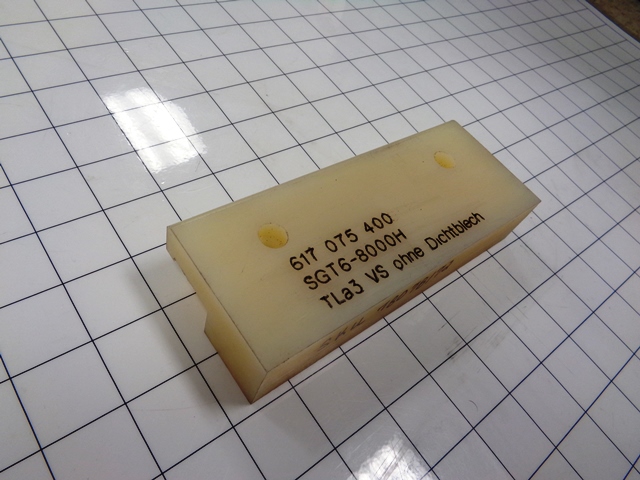 617 075 400
SGT6-8000H
TLa3 VS ohne Dichtblech